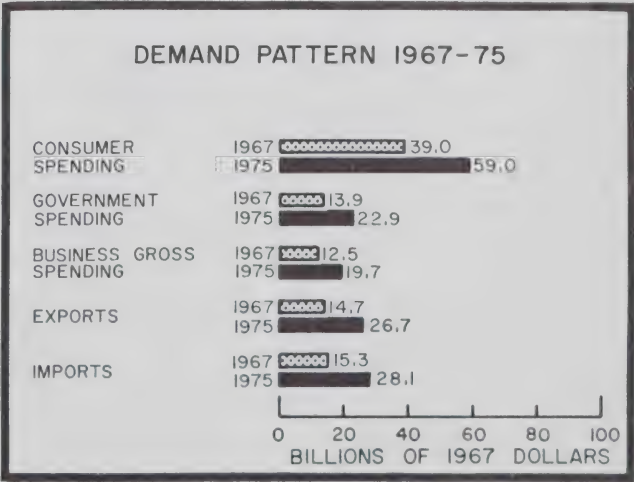 DEMAND PATTERN 1967-75
CONSUMER SPENDING 1967 39.0
1975 59.0
GOVERNMENT SPENDING 1967 13.9
1975 22.9
BUSINESS GROSS SPENDING 1967 12.5
1975 19.7
EXPORTS 1967 14.7
1975 26.7
IMPORTS 1967 15.3
1975 28.1
0 20 40 60 80 100
BILLIONS OF 1967 DOLLARS